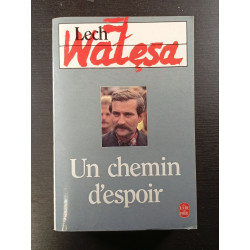 Lech
Wałęsa
Un chemin
d'espoir